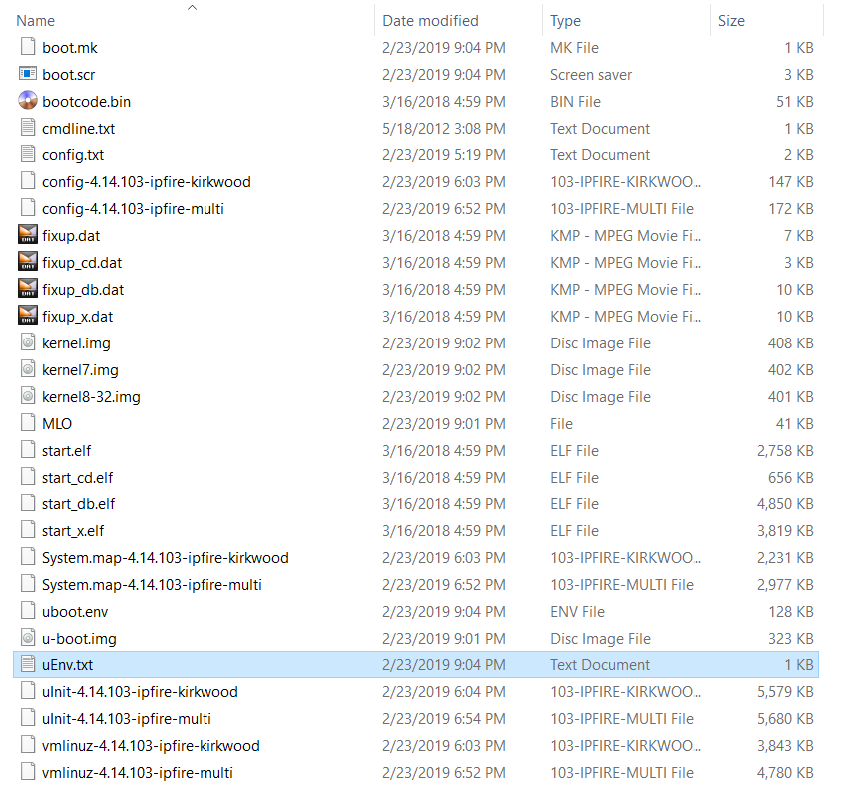 Name Date modified Type Size
boot.mk 2/23/2019 9:04 PM MK File 1 KB
boot.scr 2/23/2019 9:04 PM Screen saver 3 KB
bootcode.bin 3/16/2018 4:59 PM BIN File 51 KB
cmdline.txt 5/18/2012 3:08 PM Text Document 1 KB
config.txt 2/23/2019 5:19 PM Text Document 2 KB
config-4.14.103-ipfire-kirkwood 2/23/2019 6:03 PM 103-IPFIRE-KIRKWOO... 147 KB
config-4.14.103-ipfire-multi 2/23/2019 6:52 PM 103-IPFIRE-MULTI File 172 KB
fixup.dat 3/16/2018 4:59 PM KMP - MPEG Movie Fi... 7 KB
fixup_cd.dat 3/16/2018 4:59 PM KMP - MPEG Movie Fi... 3 KB
fixup_db.dat 3/16/2018 4:59 PM KMP - MPEG Movie Fi... 10 KB
fixup_x.dat 3/16/2018 4:59 PM KMP - MPEG Movie Fi... 10 KB
kernel.img 2/23/2019 9:02 PM Disc Image File 408 KB
kernel7.img 2/23/2019 9:02 PM Disc Image File 402 KB
kernel8-32.img 2/23/2019 9:02 PM Disc Image File 401 KB
MLO 2/23/2019 9:01 PM File 41 KB
start.elf 3/16/2018 4:59 PM ELF File 2,758 KB
start_cd.elf 3/16/2018 4:59 PM ELF File 656 KB
start_db.elf 3/16/2018 4:59 PM ELF File 4,850 KB
start_x.elf 3/16/2018 4:59 PM ELF File 3,819 KB
System.map-4.14.103-ipfire-kirkwood 2/23/2019 6:03 PM 103-IPFIRE-KIRKWOO... 2,231 KB
System.map-4.14.103-ipfire-multi 2/23/2019 6:52 PM 103-IPFIRE-MULTI File 2,977 KB
uboot.env 2/23/2019 9:04 PM ENV File 128 KB
u-boot.img 2/23/2019 9:01 PM Disc Image File 323 KB
uEnv.txt 2/23/2019 9:04 PM Text Document 1 KB
uInit-4.14.103-ipfire-kirkwood 2/23/2019 6:04 PM 103-IPFIRE-KIRKWOO... 5,579 KB
uInit-4.14.103-ipfire-multi 2/23/2019 6:54 PM 103-IPFIRE-MULTI File 5,680 KB
vmlinuz-4.14.103-ipfire-kirkwood 2/23/2019 6:03 PM 103-IPFIRE-KIRKWOO... 3,843 KB
vmlinuz-4.14.103-ipfire-multi 2/23/2019 6:52 PM 103-IPFIRE-MULTI File 4,780 KB